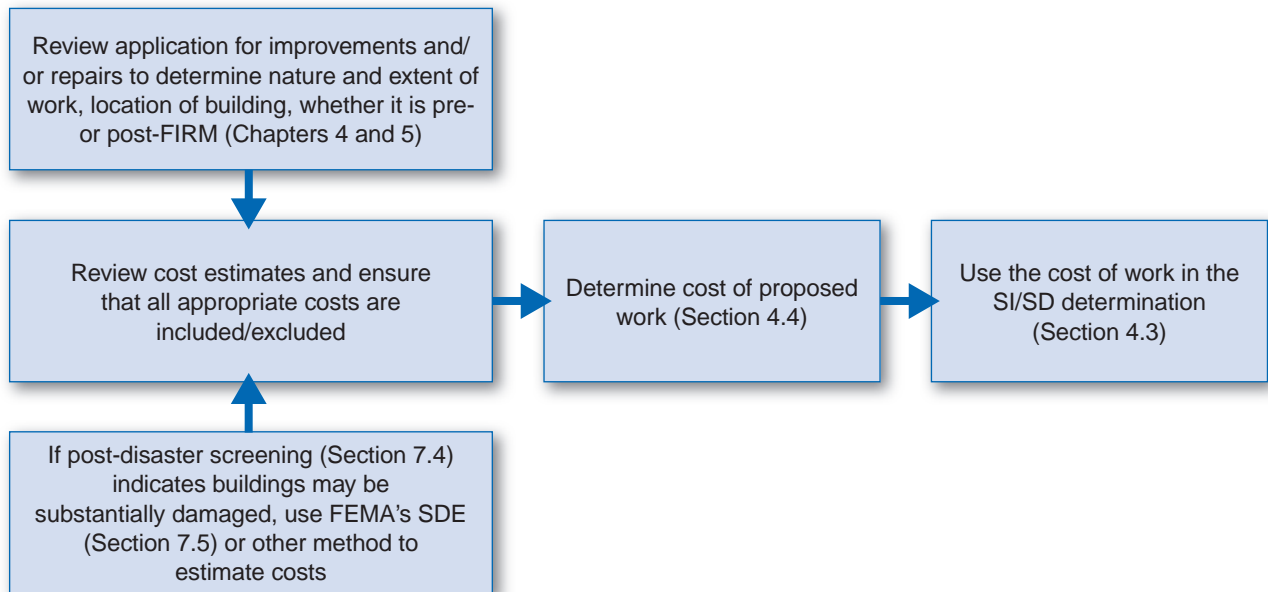 Review application for improvements and/
or repairs to determine nature and extent of
work, location of building, whether it is pre-
or post-FIRM (Chapters 4 and 5)
Review cost estimates and ensure
that all appropriate costs are
included/excluded
Determine cost of proposed
work (Section 4.4)
Use the cost of work in the
SI/SD determination
(Section 4.3)
If post-disaster screening (Section 7.4)
indicates buildings may be
substantially damaged, use FEMA's SDE
(Section 7.5) or other method to
estimate costs